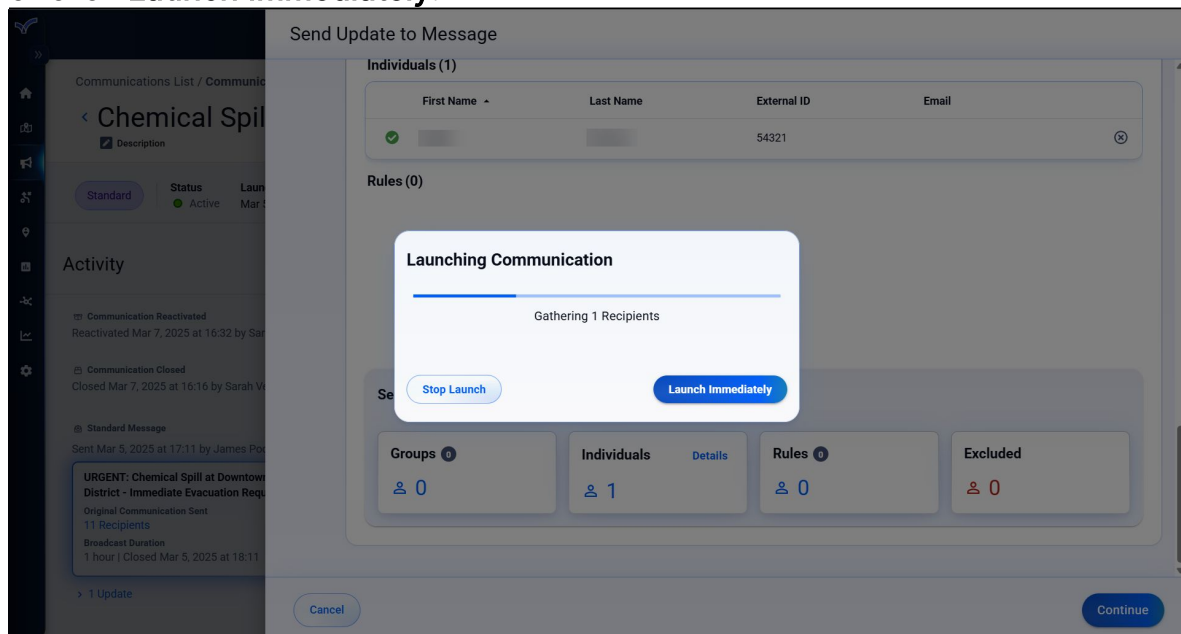 Send Update to Message
Communications List / Communic
Chemical Spil
Description
Standard
Status
Active
Laun
Mar 5
Activity
Communication Reactivated
Reactivated Mar 7, 2025 at 16:32 by Sar
Communication Closed
Closed Mar 7, 2025 at 16:16 by Sarah Ve
Standard Message
Sent Mar 5, 2025 at 17:11 by James Poo
URGENT: Chemical Spill at Downtown
District - Immediate Evacuation Requ
Original Communication Sent
11 Recipients
Broadcast Duration
1 hour | Closed Mar 5, 2025 at 18:11
1 Update
Individuals (1)
First Name Last Name External ID Email
54321
Rules (0)
Launching Communication
Gathering 1 Recipients
Stop Launch
Launch Immediately
Se
Groups 0
0
Individuals Details
1
Rules 0
0
Excluded
0
Cancel
Continue